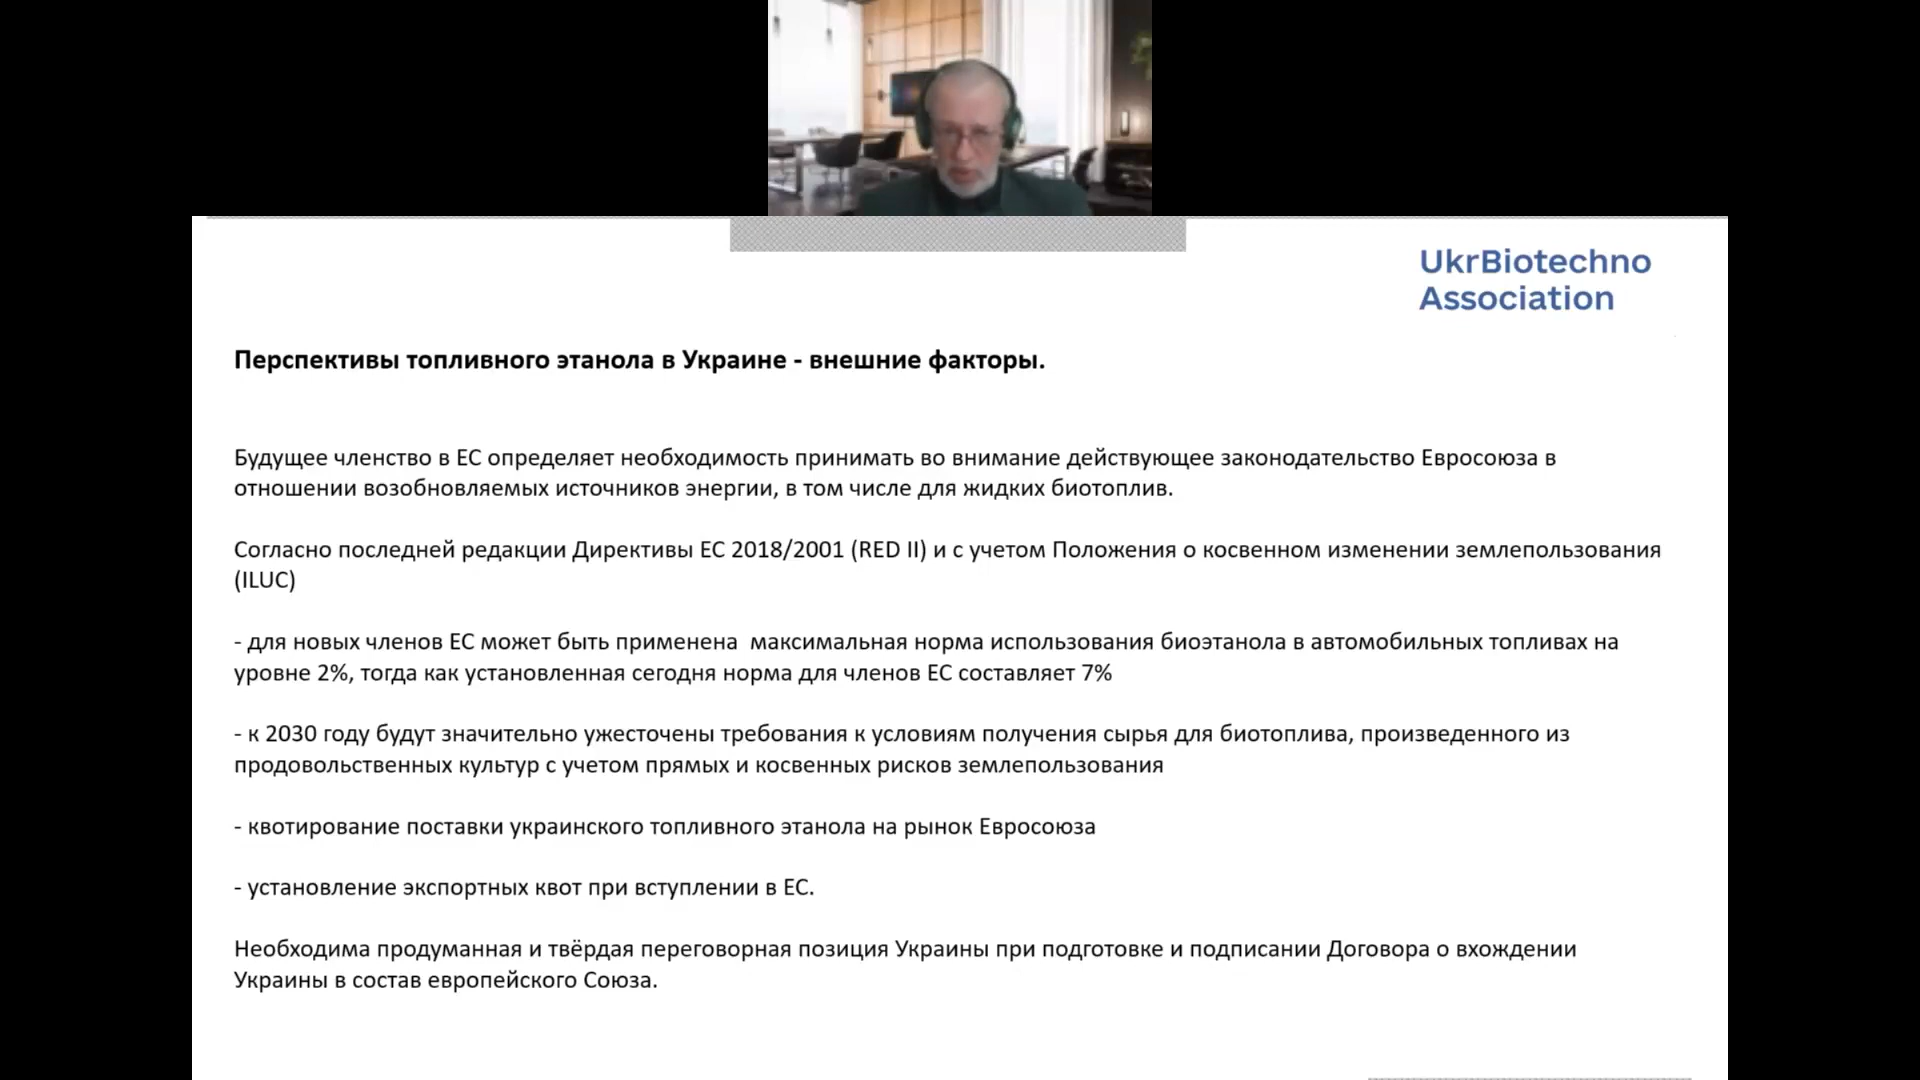 UkrBiotechno
Association
Перспективы топливного этанола в Украине - внешние факторы.
Будущее членство в ЕС определяет необходимость принимать во внимание действующее законодательство Евросоюза в
отношении возобновляемых источников энергии, в том числе для жидких биотоплив.
Согласно последней редакции Директивы ЕС 2018/2001 (RED II) и с учетом Положения о косвенном изменении землепользования
(ILUC)
- для новых членов ЕС может быть применена  максимальная норма использования биоэтанола в автомобильных топливах на
уровне 2%, тогда как установленная сегодня норма для членов ЕС составляет 7%
- к 2030 году будут значительно ужесточены требования к условиям получения сырья для биотоплива, произведенного из
продовольственных культур с учетом прямых и косвенных рисков землепользования
- квотирование поставки украинского топливного этанола на рынок Евросоюза
- установление экспортных квот при вступлении в ЕС.
Необходима продуманная и твёрдая переговорная позиция Украины при подготовке и подписании Договора о вхождении
Украины в состав европейского Союза.